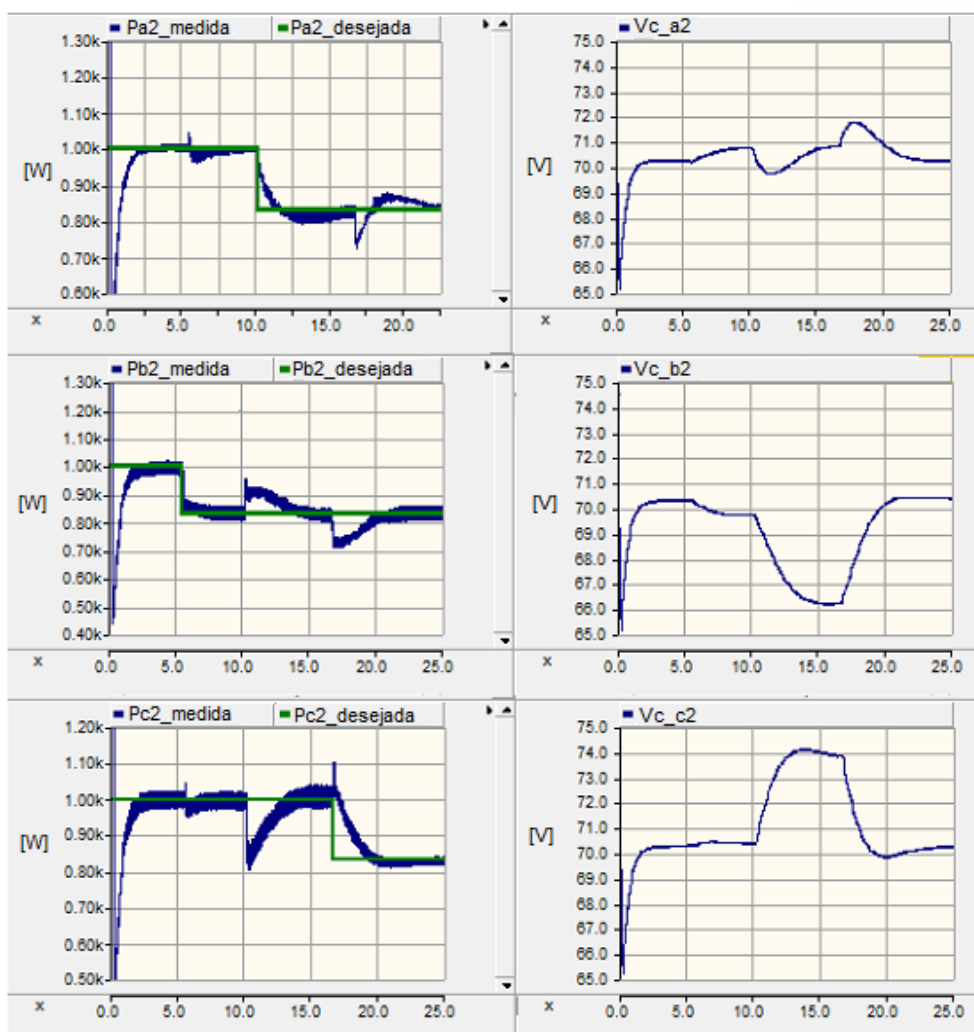 Pa2_medida Pa2_desejada
1.30k
1.20k
1.10k
1.00k
0.90k
0.80k
0.70k
0.60k
[W]
x 0.0 5.0 10.0 15.0 20.0
Vc_a2
75.0
74.0
73.0
72.0
71.0
70.0
69.0
68.0
67.0
66.0
65.0
[V]
x 0.0 5.0 10.0 15.0 20.0 25.0
Pb2_medida Pb2_desejada
1.30k
1.20k
1.10k
1.00k
0.90k
0.80k
0.70k
0.60k
0.50k
0.40k
[W]
x 0.0 5.0 10.0 15.0 20.0 25.0
Vc_b2
75.0
74.0
73.0
72.0
71.0
70.0
69.0
68.0
67.0
66.0
65.0
[V]
x 0.0 5.0 10.0 15.0 20.0 25.0
Pc2_medida Pc2_desejada
1.20k
1.10k
1.00k
0.90k
0.80k
0.70k
0.60k
0.50k
[W]
x 0.0 5.0 10.0 15.0 20.0 25.0
Vc_c2
75.0
74.0
73.0
72.0
71.0
70.0
69.0
68.0
67.0
66.0
65.0
[V]
x 0.0 5.0 10.0 15.0 20.0 25.0